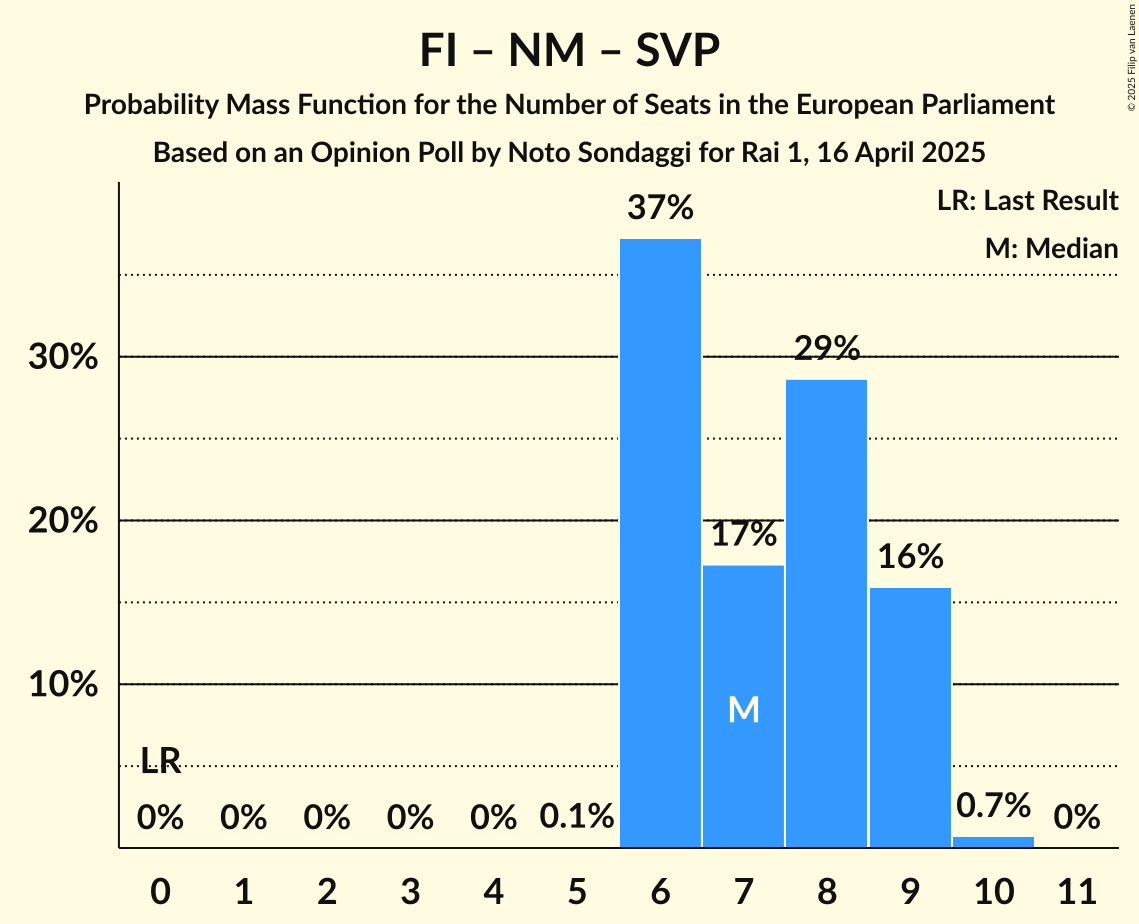 FI – NM – SVP
Probability Mass Function for the Number of Seats in the European Parliament
Based on an Opinion Poll by Noto Sondaggi for Rai 1, 16 April 2025
© 2025 Filip van Laenen
LR: Last Result
M: Median
37%
30%
29%
20%
17%
16%
10%
M
LR
0% 0% 0% 0% 0% 0.1% 0.7% 0%
0 1 2 3 4 5 6 7 8 9 10 11